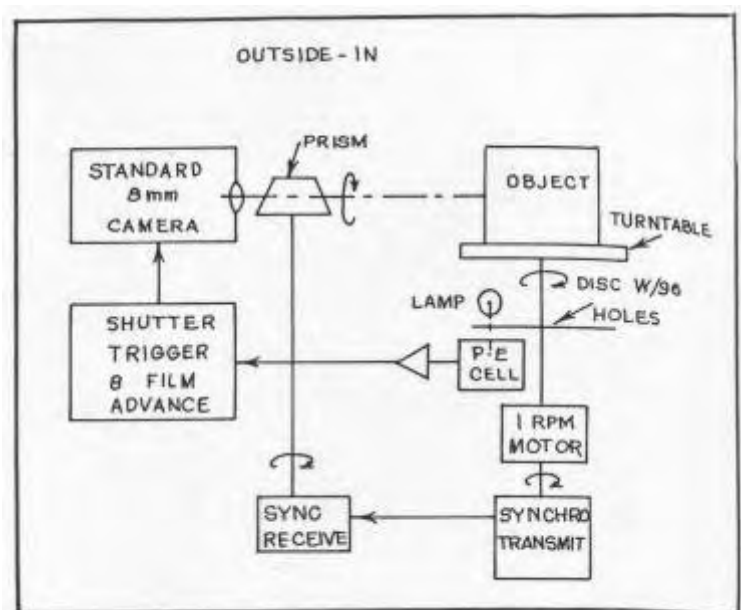 OUTSIDE-IN
PRISM
STANDARD
8mm
CAMERA
OBJECT
TURNTABLE
DISC W/96
HOLES
LAMP
SHUTTER
TRIGGER
8 FILM
ADVANCE
P-E
CELL
1 RPM
MOTOR
SYNC
RECEIVE
SYNCHRO
TRANSMIT